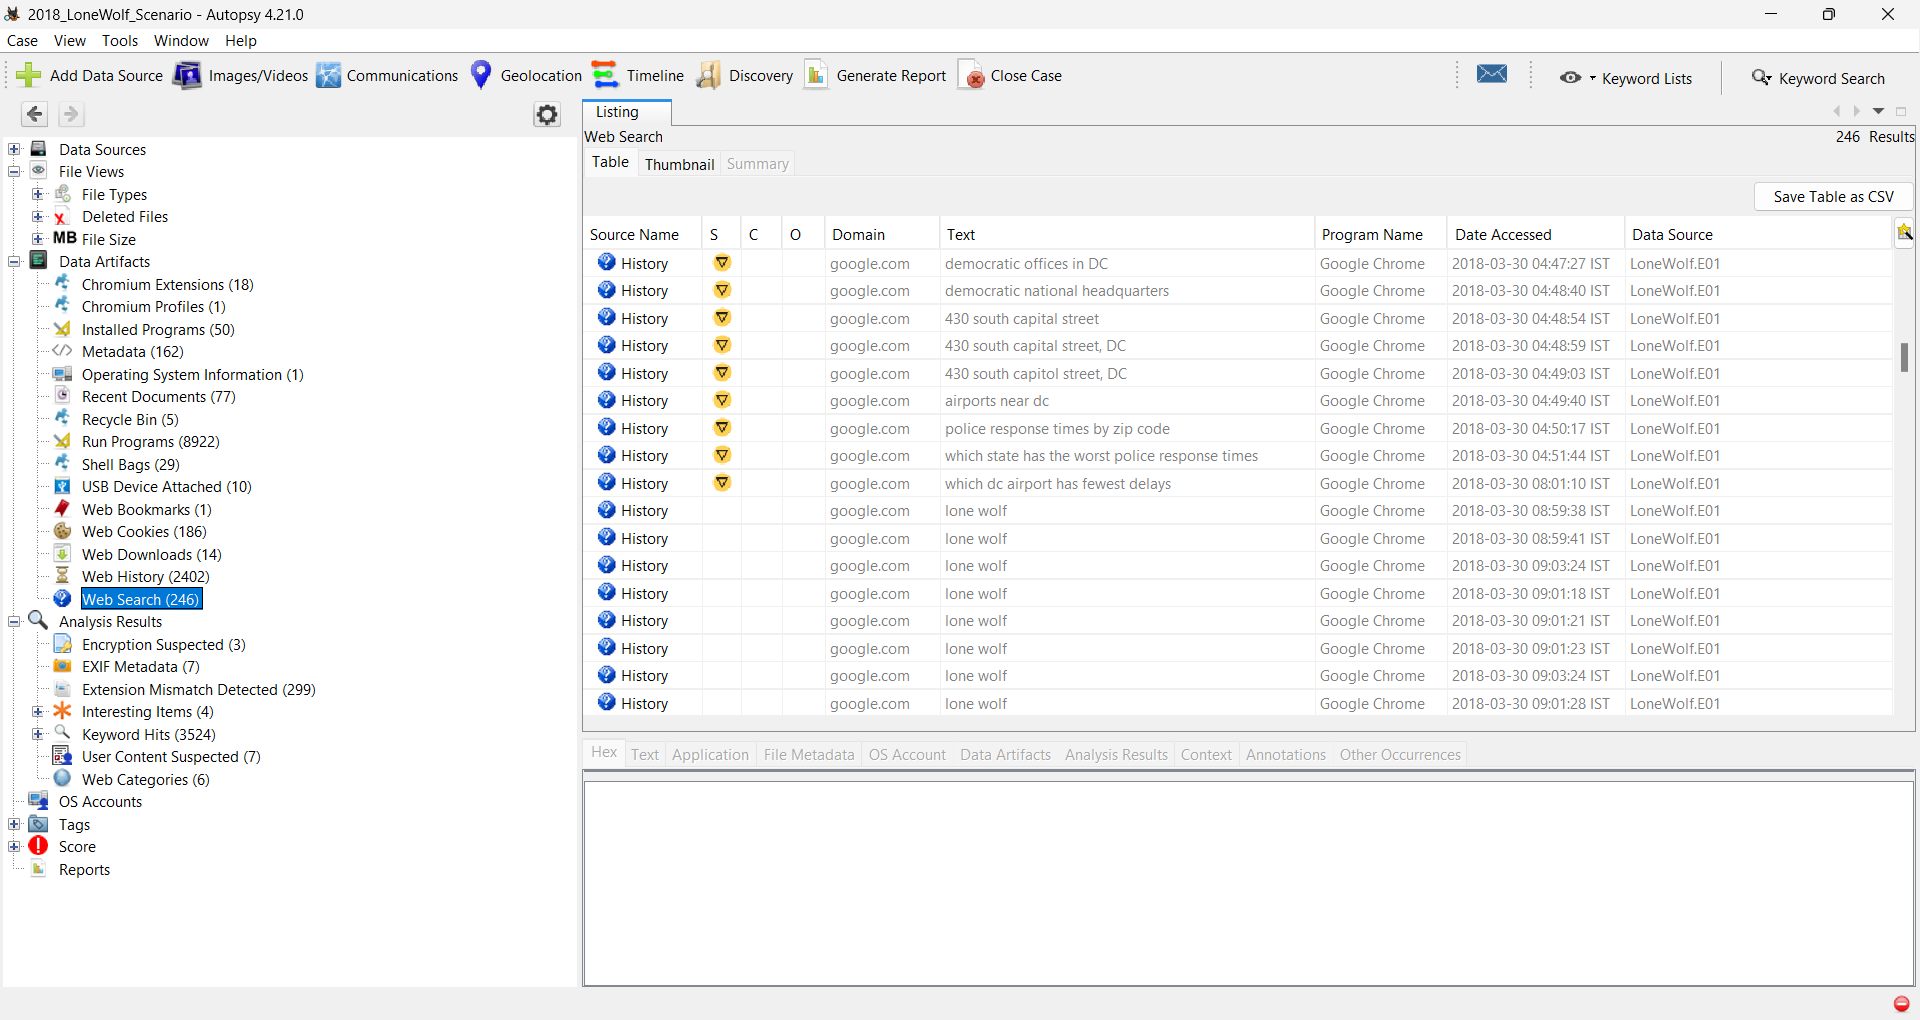 2018_LoneWolf_Scenario - Autopsy 4.21.0
Case View Tools Window Help
Add Data Source Images/Videos Communications Geolocation Timeline Discovery Generate Report Close Case Keyword Lists Keyword Search
Data Sources
File Views
File Types
Deleted Files
MB File Size
Data Artifacts
Chromium Extensions (18)
Chromium Profiles (1)
Installed Programs (50)
Metadata (162)
Operating System Information (1)
Recent Documents (77)
Recycle Bin (5)
Run Programs (8922)
Shell Bags (29)
USB Device Attached (10)
Web Bookmarks (1)
Web Cookies (186)
Web Downloads (14)
Web History (2402)
Web Search (246)
Analysis Results
Encryption Suspected (3)
EXIF Metadata (7)
Extension Mismatch Detected (299)
Interesting Items (4)
Keyword Hits (3524)
User Content Suspected (7)
Web Categories (6)
OS Accounts
Tags
Score
Reports
Listing
Web Search 246 Results
Table Thumbnail Summary
Save Table as CSV
Source Name S C O Domain Text Program Name Date Accessed Data Source
History google.com democratic offices in DC Google Chrome 2018-03-30 04:47:27 IST LoneWolf.E01
History google.com democratic national headquarters Google Chrome 2018-03-30 04:48:40 IST LoneWolf.E01
History google.com 430 south capital street Google Chrome 2018-03-30 04:48:54 IST LoneWolf.E01
History google.com 430 south capital street, DC Google Chrome 2018-03-30 04:48:59 IST LoneWolf.E01
History google.com 430 south capitol street, DC Google Chrome 2018-03-30 04:49:03 IST LoneWolf.E01
History google.com airports near dc Google Chrome 2018-03-30 04:49:40 IST LoneWolf.E01
History google.com police response times by zip code Google Chrome 2018-03-30 04:50:17 IST LoneWolf.E01
History google.com which state has the worst police response times Google Chrome 2018-03-30 04:51:44 IST LoneWolf.E01
History google.com which dc airport has fewest delays Google Chrome 2018-03-30 08:01:10 IST LoneWolf.E01
History google.com lone wolf Google Chrome 2018-03-30 08:59:38 IST LoneWolf.E01
History google.com lone wolf Google Chrome 2018-03-30 08:59:41 IST LoneWolf.E01
History google.com lone wolf Google Chrome 2018-03-30 09:03:24 IST LoneWolf.E01
History google.com lone wolf Google Chrome 2018-03-30 09:01:18 IST LoneWolf.E01
History google.com lone wolf Google Chrome 2018-03-30 09:01:21 IST LoneWolf.E01
History google.com lone wolf Google Chrome 2018-03-30 09:01:23 IST LoneWolf.E01
History google.com lone wolf Google Chrome 2018-03-30 09:03:24 IST LoneWolf.E01
History google.com lone wolf Google Chrome 2018-03-30 09:01:28 IST LoneWolf.E01
Hex Text Application File Metadata OS Account Data Artifacts Analysis Results Context Annotations Other Occurrences